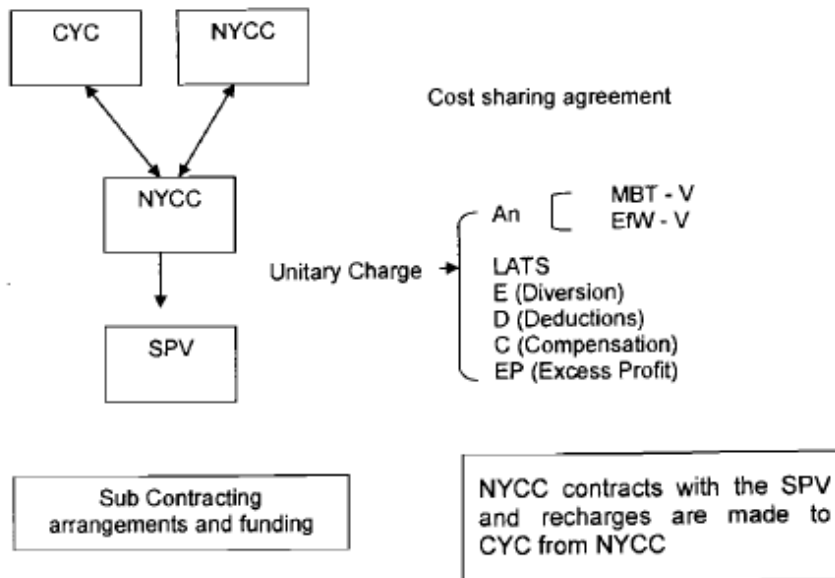 CYC
NYCC
Cost sharing agreement
NYCC
Unitary Charge
An
MBT - V
EfW - V
LATS
E (Diversion)
D (Deductions)
C (Compensation)
EP (Excess Profit)
SPV
Sub Contracting
arrangements and funding
NYCC contracts with the SPV
and recharges are made to
CYC from NYCC